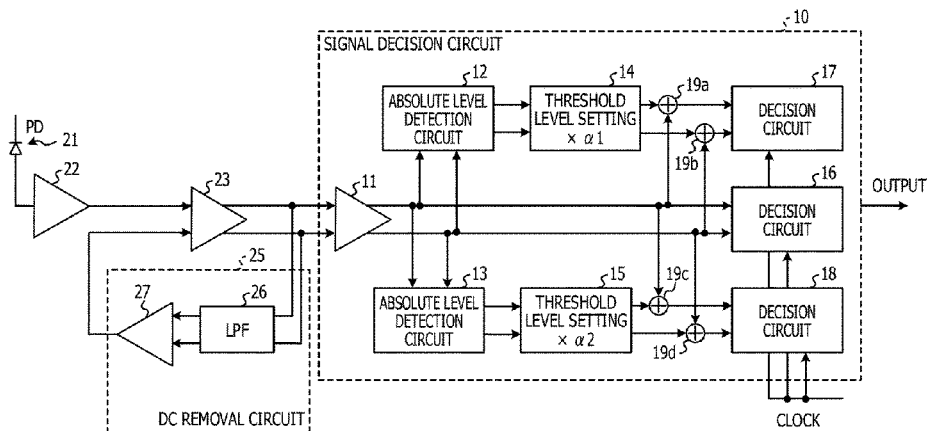 10
SIGNAL DECISION CIRCUIT
12
ABSOLUTE LEVEL
DETECTION
CIRCUIT
14
THRESHOLD
LEVEL SETTING
× α1
19a
19b
17
DECISION
CIRCUIT
PD
21
22
23
11
16
DECISION
CIRCUIT
OUTPUT
25
27
26
LPF
DC REMOVAL CIRCUIT
13
ABSOLUTE LEVEL
DETECTION
CIRCUIT
15
THRESHOLD
LEVEL SETTING
× α2
19c
19d
18
DECISION
CIRCUIT
CLOCK